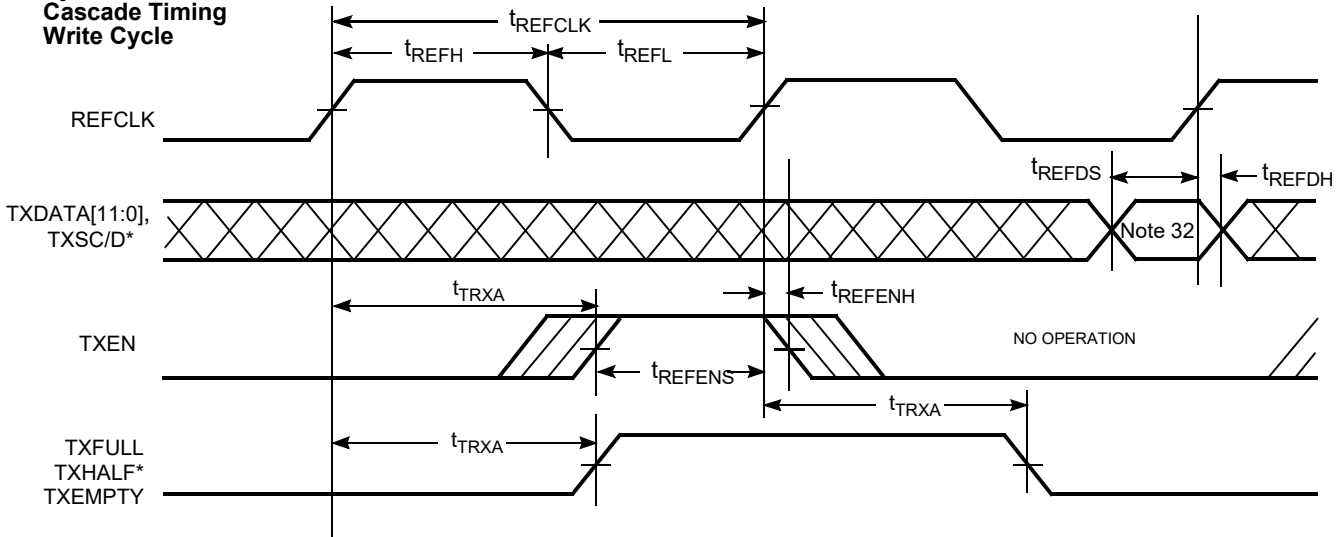 Cascade Timing
Write Cycle
tREFCLK
tREFH
tREFL
REFCLK
tREFDS
tREFDH
TXDATA[11:0],
TXSC/D*
Note 32
tTRXA
tREFENH
TXEN
NO OPERATION
tREFENS
tTRXA
TXFULL
TXHALF*
TXEMPTY
tTRXA